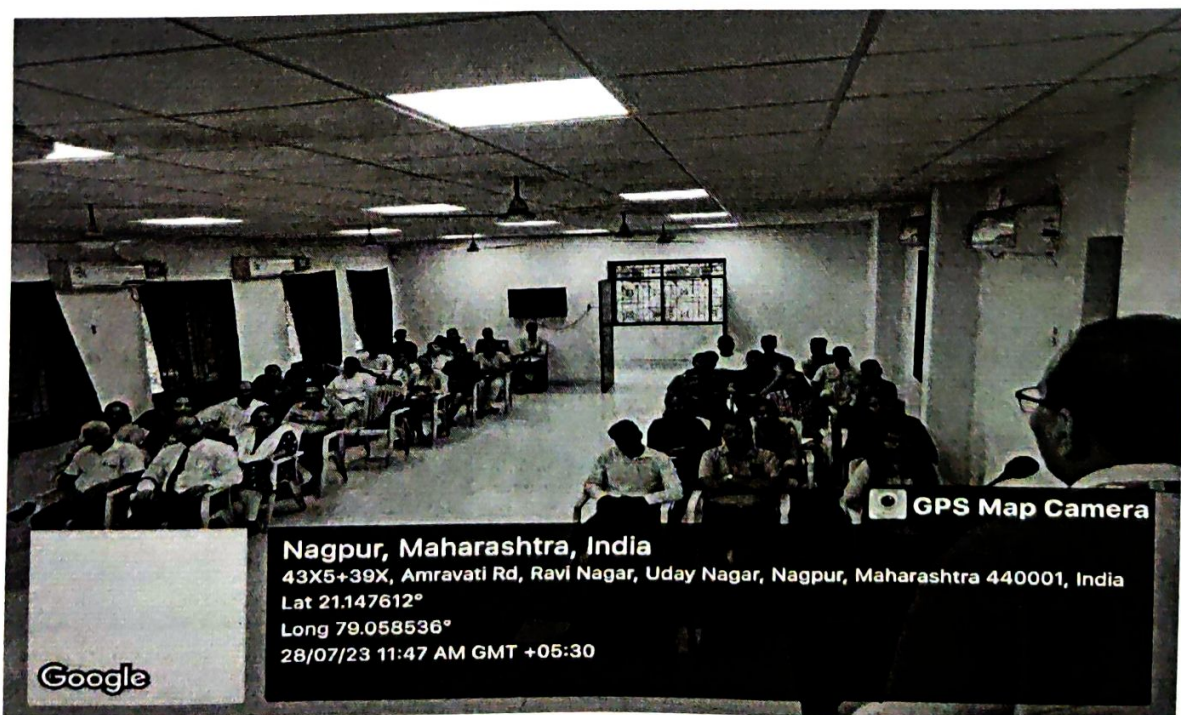 GPS Map Camera
Nagpur, Maharashtra, India
43X5+39X, Amravati Rd, Ravi Nagar, Uday Nagar, Nagpur, Maharashtra 440001, India
Lat 21.147612°
Long 79.058536°
28/07/23 11:47 AM GMT +05:30
Google